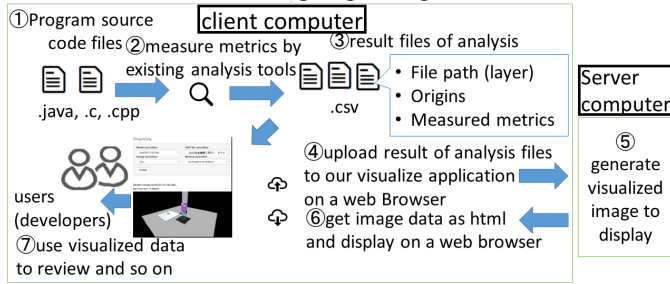 client computer
①Program source
code files
②measure metrics by
existing analysis tools
③result files of analysis
.java, .c, .cpp
.csv
• File path (layer)
• Origins
• Measured metrics
Server
computer
④upload result of analysis files
to our visualize application
on a web Browser
⑤
generate
visualized
image to
display
⑥get image data as html
and display on a web browser
users
(developers)
⑦use visualized data
to review and so on